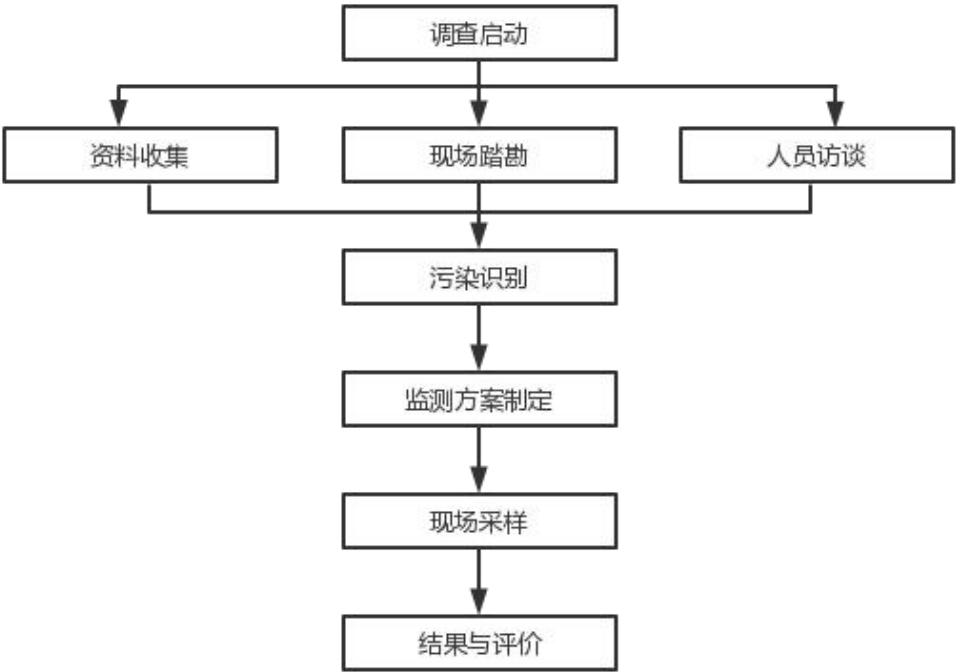 调查启动
资料收集
现场踏勘
人员访谈
污染识别
监测方案制定
现场采样
结果与评价